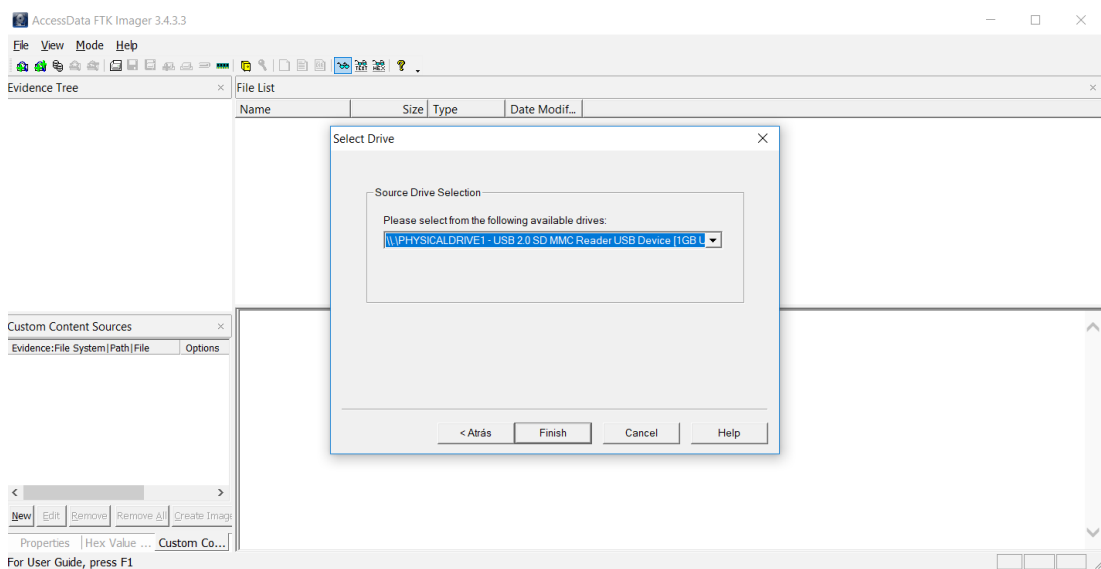 AccessData FTK Imager 3.4.3.3
File View Mode Help
Evidence Tree
File List
Name Size Type Date Modif...
Select Drive
Source Drive Selection
Please select from the following available drives:
\\.\PHYSICALDRIVE1 - USB 2.0 SD MMC Reader USB Device [1GB U
Custom Content Sources
Evidence:File System|Path|File Options
< Atrás Finish Cancel Help
New Edit Remove Remove All Create Image
Properties Hex Value ... Custom Co...
For User Guide, press F1